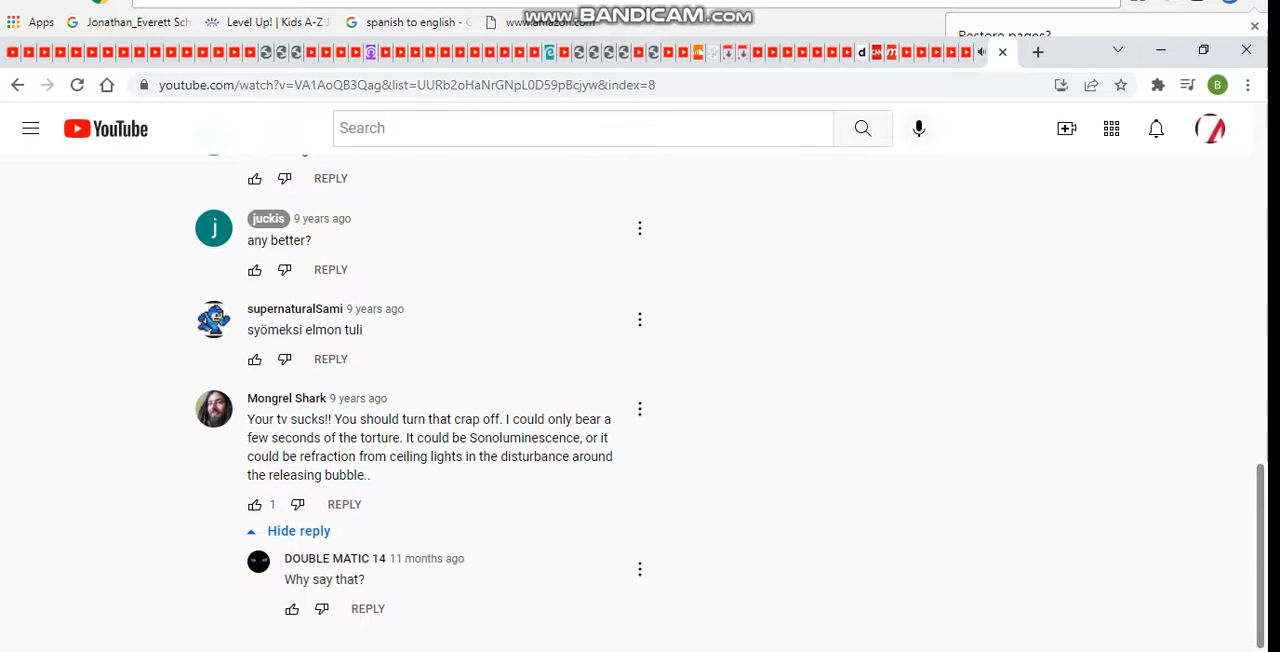 www.BANDICAM.com
Apps
Jonathan_Everett Sch
Level Up! | Kids A-Z
spanish to english -
Restore pages?
youtube.com/watch?v=VA1AoQB3Qag&list=UURb2oHaNrGNpL0D59pBcjyw&index=8
B
YouTube
Search
REPLY
j
juckis 9 years ago
any better?
REPLY
supernaturalSami 9 years ago
syömeksi elmon tuli
REPLY
Mongrel Shark 9 years ago
Your tv sucks!! You should turn that crap off. I could only bear a
few seconds of the torture. It could be Sonoluminescence, or it
could be refraction from ceiling lights in the disturbance around
the releasing bubble..
1 REPLY
Hide reply
DOUBLE MATIC 14 11 months ago
Why say that?
REPLY